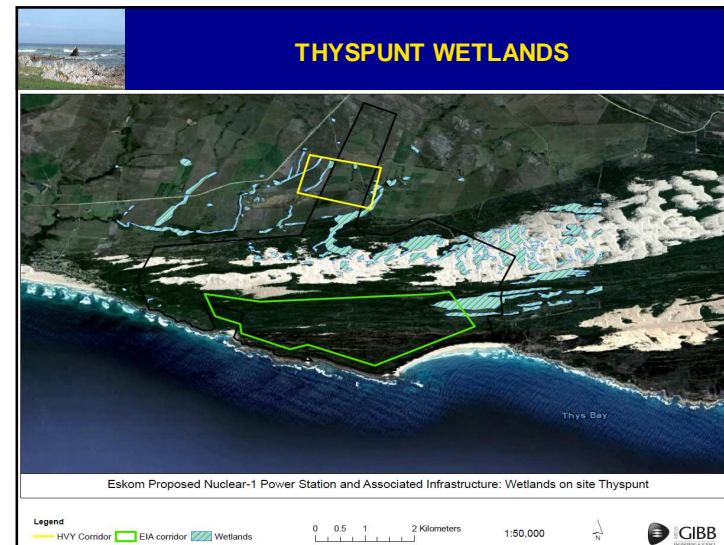 THYSPUNT WETLANDS
Thys Bay
Eskom Proposed Nuclear-1 Power Station and Associated Infrastructure: Wetlands on site Thyspunt
Legend
HVY Corridor
EIA corridor
Wetlands
0 0.5 1 2 Kilometers
1:50,000
N
GIBB